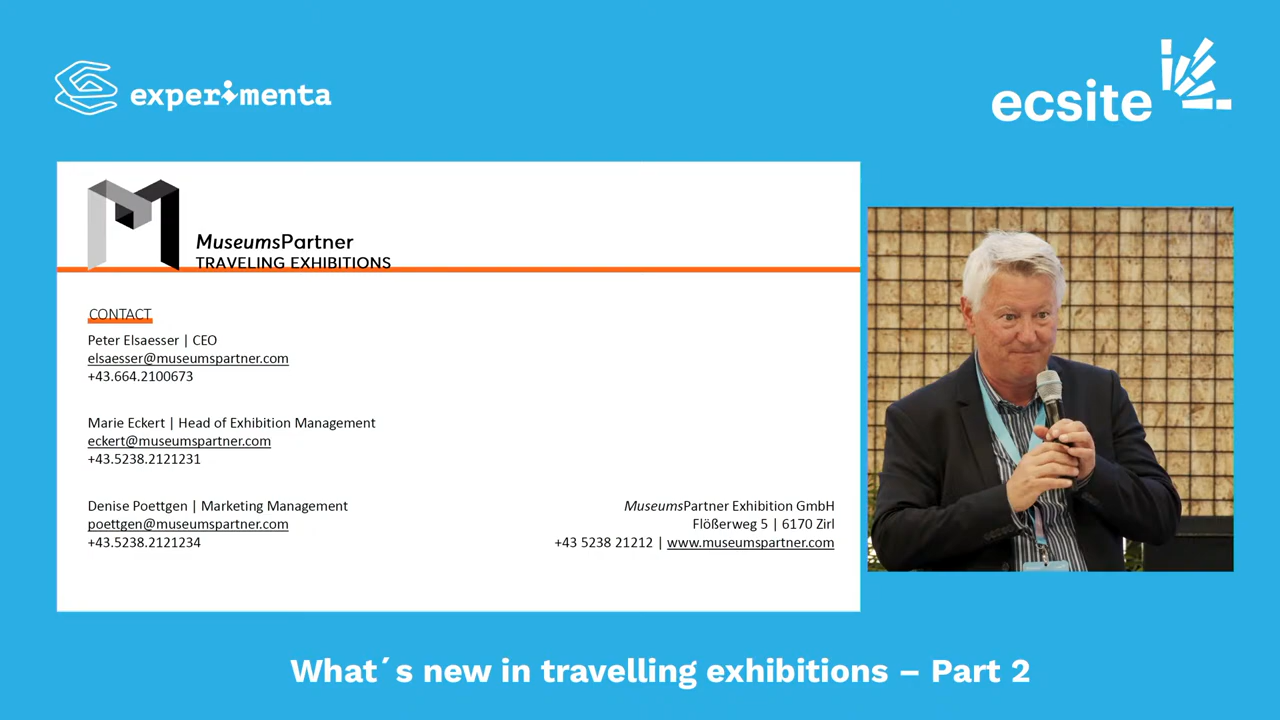 experimenta
ecsite
MuseumsPartner
TRAVELING EXHIBITIONS
CONTACT
Peter Elsaesser | CEO
elsaesser@museumspartner.com
+43.664.2100673
Marie Eckert | Head of Exhibition Management
eckert@museumspartner.com
+43.5238.2121231
Denise Poettgen | Marketing Management
poettgen@museumspartner.com
+43.5238.2121234
MuseumsPartner Exhibition GmbH
Flößerweg 5 | 6170 Zirl
+43 5238 21212 | www.museumspartner.com
What´s new in travelling exhibitions – Part 2